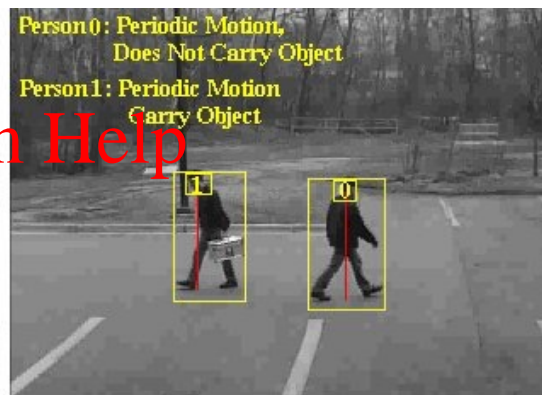 Person 0: Periodic Motion,
Does Not Carry Object
Person 1: Periodic Motion
Carry Object
Help
1
0